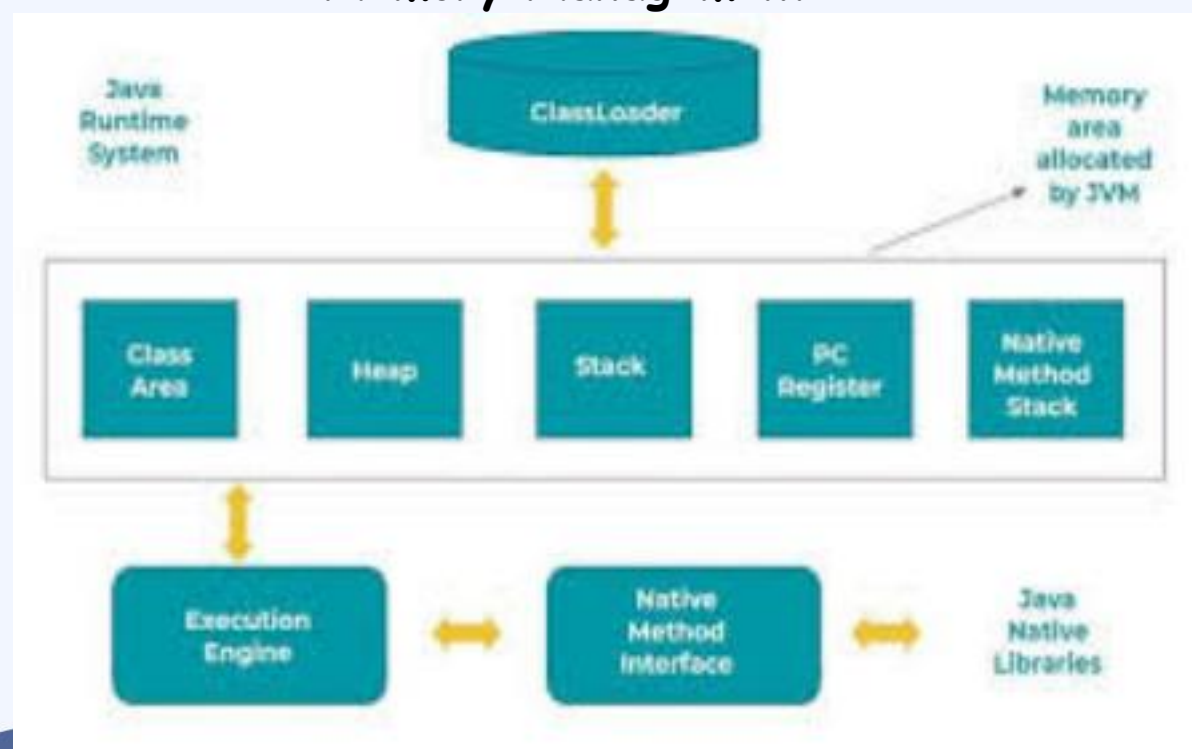 Java
Runtime
System
ClassLoader
Memory
area
allocated
by JVM
Class
Area
Heap
Stack
PC
Register
Native
Method
Stack
Execution
Engine
Native
Method
Interface
Java
Native
Libraries